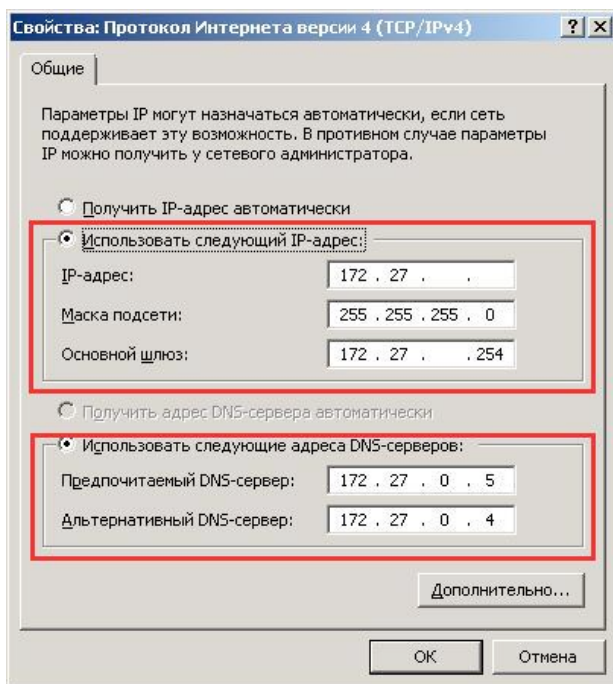 Свойства: Протокол Интернета версии 4 (TCP/IPv4)
Общие
Параметры IP могут назначаться автоматически, если сеть
поддерживает эту возможность. В противном случае параметры
IP можно получить у сетевого администратора.
Получить IP-адрес автоматически
Использовать следующий IP-адрес:
IP-адрес: 172 . 27 . .
Маска подсети: 255 . 255 . 255 . 0
Основной шлюз: 172 . 27 . . 254
Получить адрес DNS-сервера автоматически
Использовать следующие адреса DNS-серверов:
Предпочитаемый DNS-сервер: 172 . 27 . 0 . 5
Альтернативный DNS-сервер: 172 . 27 . 0 . 4
Дополнительно...
ОК Отмена